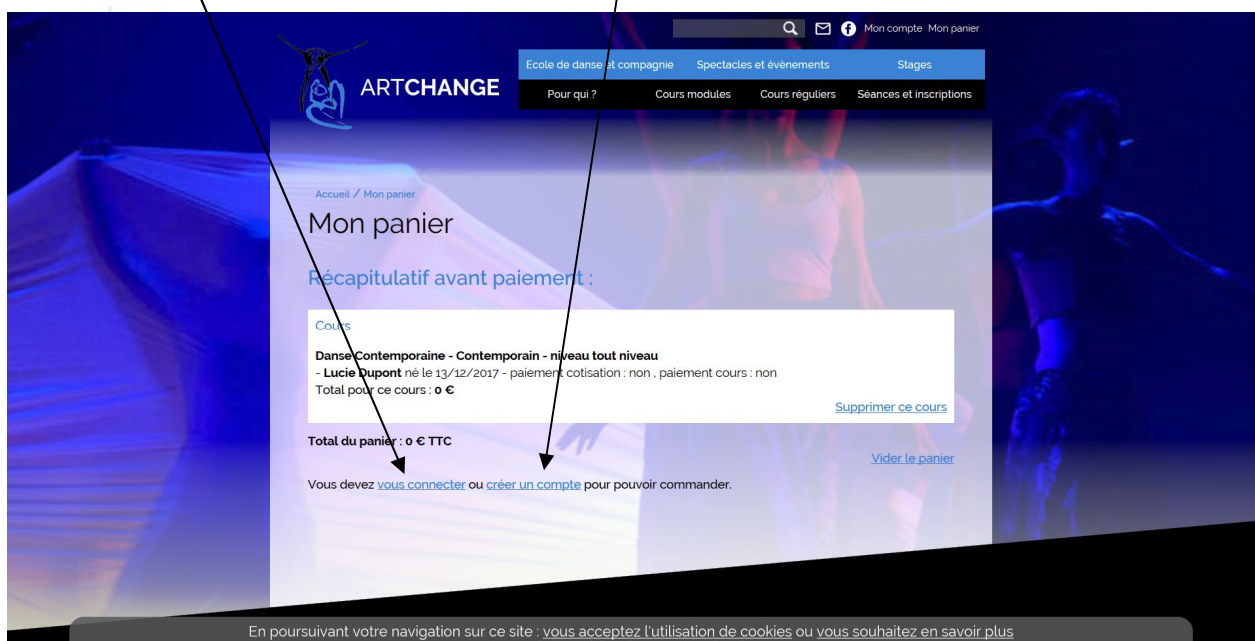 Mon compte Mon panier
ARTCHANGE
Ecole de danse et compagnie Spectacles et évènements Stages
Pour qui ? Cours modules Cours réguliers Séances et inscriptions
Accueil / Mon panier
Mon panier
Récapitulatif avant paiement :
Cours
Danse Contemporaine - Contemporain - niveau tout niveau
- Lucie Dupont né le 13/12/2017 - paiement cotisation : non , paiement cours : non
Total pour ce cours : 0 €
Supprimer ce cours
Total du panier : 0 € TTC
Vider le panier
Vous devez vous connecter ou créer un compte pour pouvoir commander.
En poursuivant votre navigation sur ce site : vous acceptez l'utilisation de cookies ou vous souhaitez en savoir plus